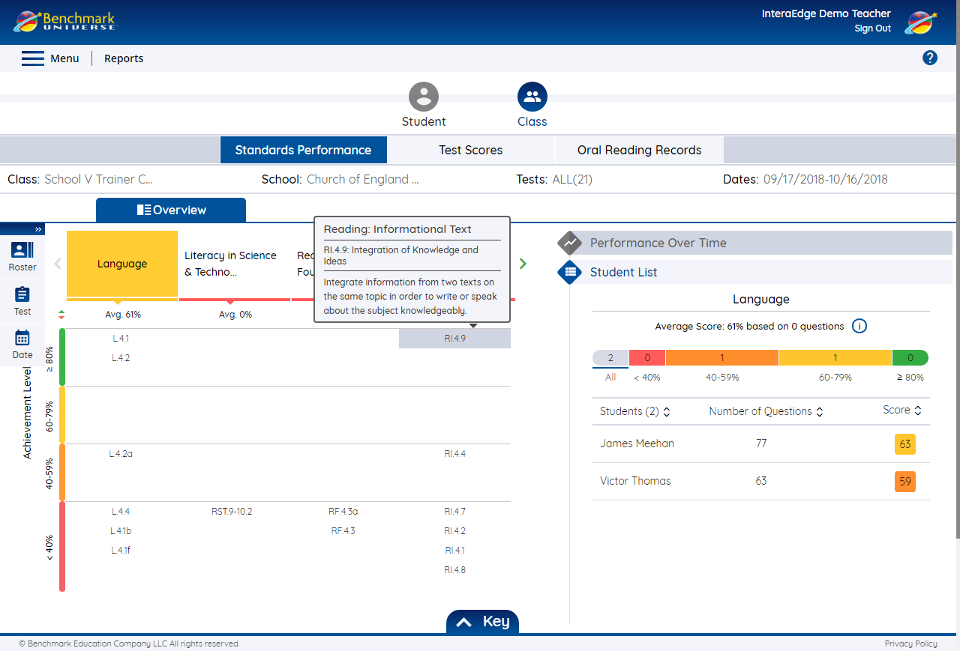 Benchmark
UNIVERSE
InteraEdge Demo Teacher
Sign Out
Menu
Reports
?
Student
Class
Standards Performance
Test Scores
Oral Reading Records
Class: School V Trainer C...
School: Church of England ...
Tests: ALL(21)
Dates: 09/17/2018-10/16/2018
Overview
»
Roster
Test
Date
Language
Literacy in Science
& Techno...
Rea
Fou
Reading: Informational Text
RI.4.9: Integration of Knowledge and
Ideas
Integrate information from two texts on
the same topic in order to write or speak
about the subject knowledgeably.
Avg. 61%
Avg. 0%
Achievement Level
≥ 80%
L.4.1
RI.4.9
L.4.2
60-79%
40-59%
L.4.2a
RI.4.4
< 40%
L.4.4
RST.9-10.2
RF.4.3a
RI.4.7
L.4.1b
RF.4.3
RI.4.2
L.4.1f
RI.4.1
RI.4.8
Performance Over Time
Student List
Language
Average Score: 61% based on 0 questions
i
2
0
1
1
0
All
< 40%
40-59%
60-79%
≥ 80%
Students (2)
Number of Questions
Score
James Meehan
77
63
Victor Thomas
63
59
Key
© Benchmark Education Company LLC All rights reserved.
Privacy Policy